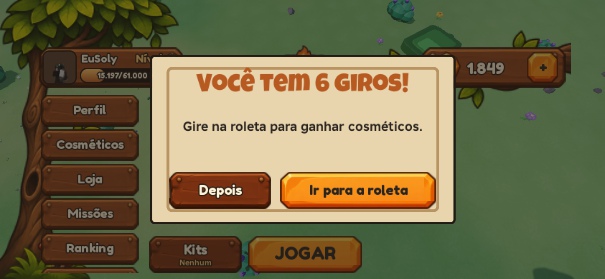 EuSoly
15.197/61.000
1.849
+
VOCÊ TEM 6 GIROS!
Gire na roleta para ganhar cosméticos.
Depois
Ir para a roleta
Perfil
Cosméticos
Loja
Missões
Ranking
Kits
Nenhum
JOGAR